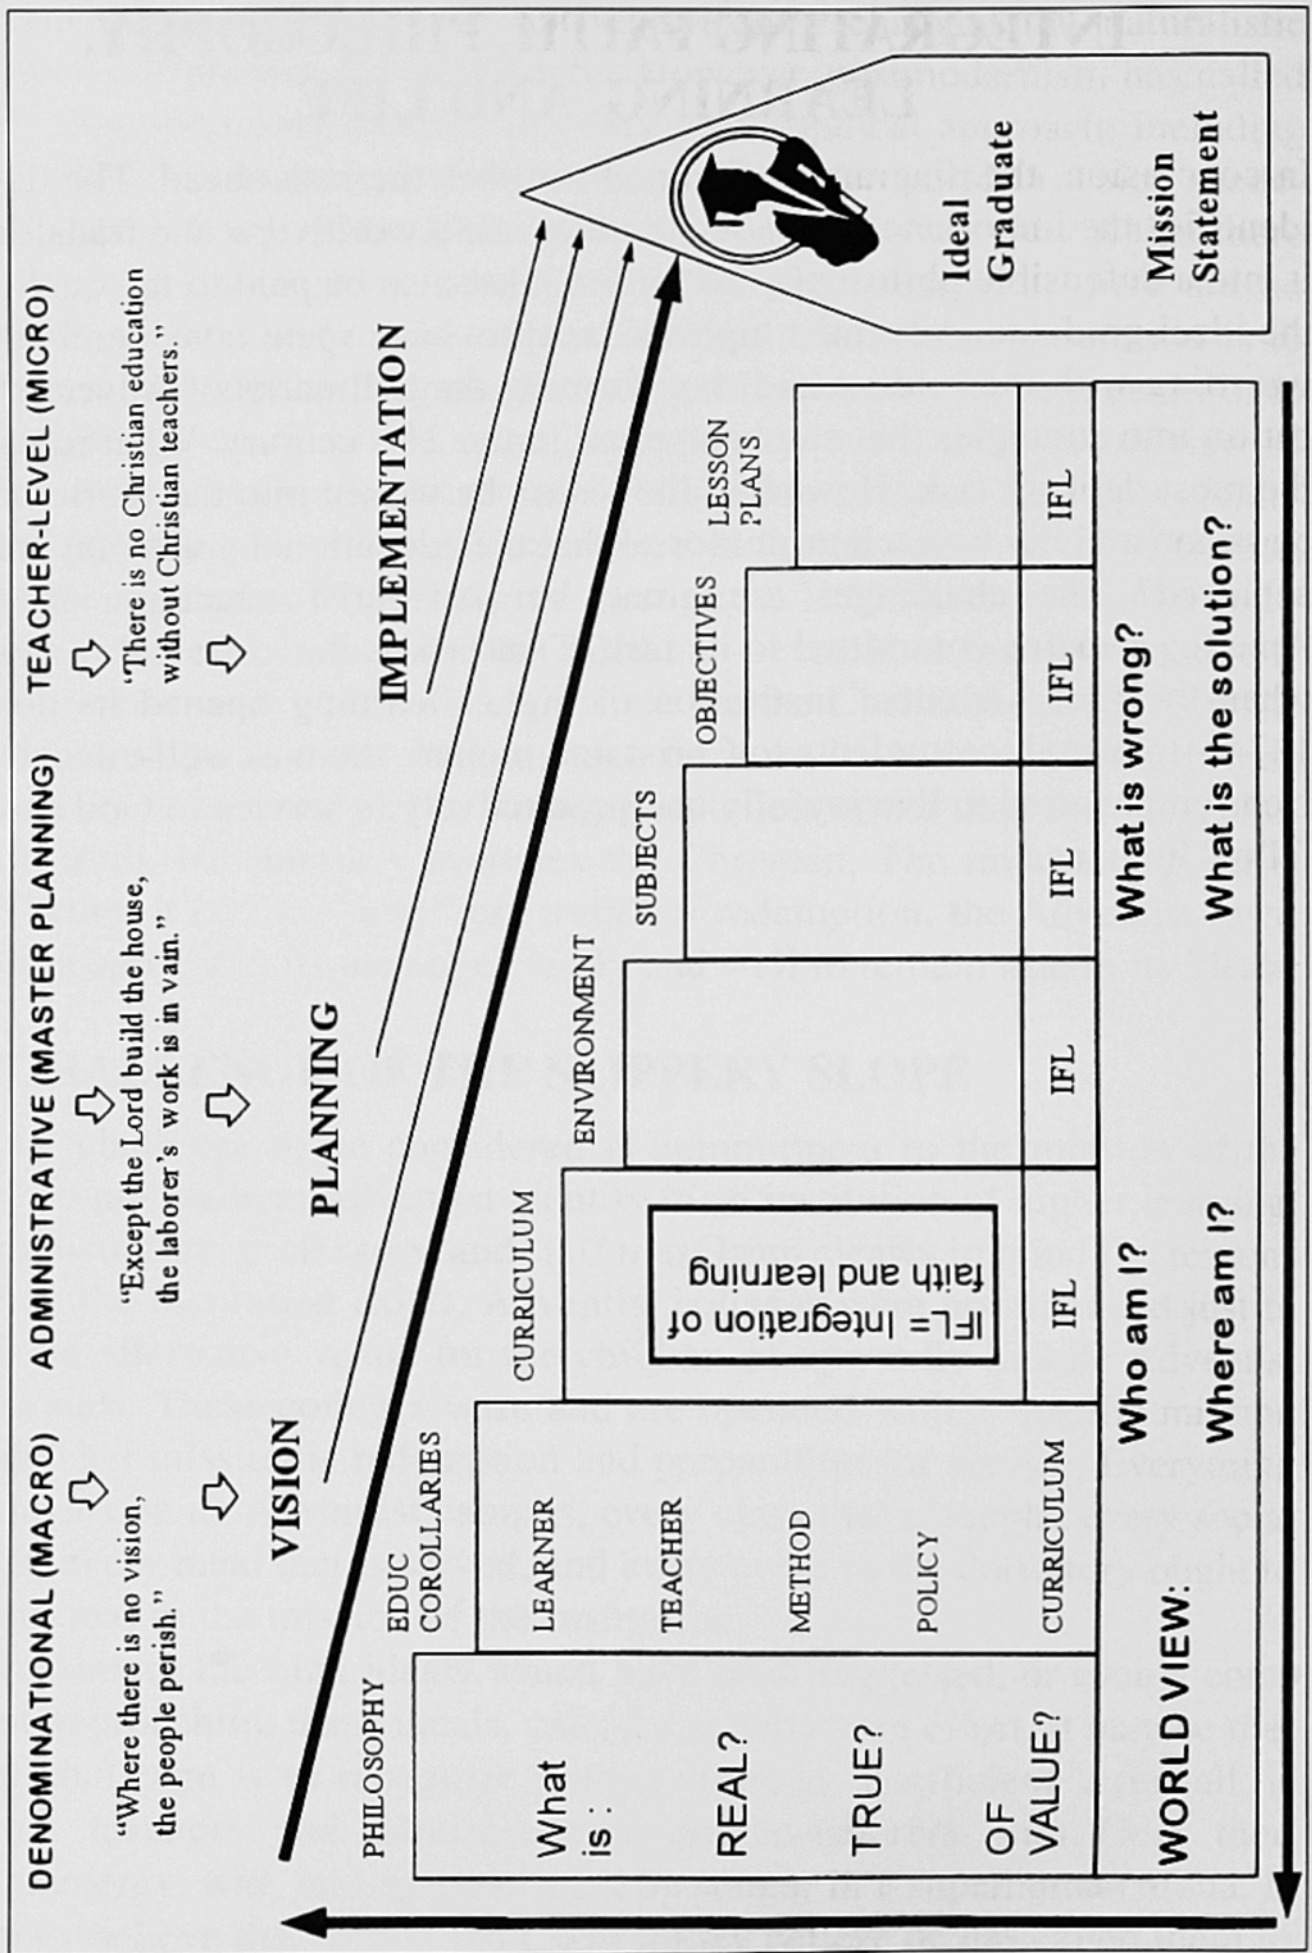 DENOMINATIONAL (MACRO)
ADMINISTRATIVE (MASTER PLANNING)
TEACHER-LEVEL (MICRO)
“Where there is no vision,
the people perish.”
“Except the Lord build the house,
the laborer’s work is in vain.”
“There is no Christian education
without Christian teachers.”
VISION
PLANNING
IMPLEMENTATION
PHILOSOPHY
What
is:
REAL?
TRUE?
OF
VALUE?
EDUC
COROLLARIES
LEARNER
TEACHER
METHOD
POLICY
CURRICULUM
CURRICULUM
IFL= Integration of
faith and learning
IFL
ENVIRONMENT
IFL
SUBJECTS
IFL
OBJECTIVES
IFL
LESSON
PLANS
IFL
WORLD VIEW:
Who am I?
Where am I?
What is wrong?
What is the solution?
Ideal
Graduate
Mission
Statement